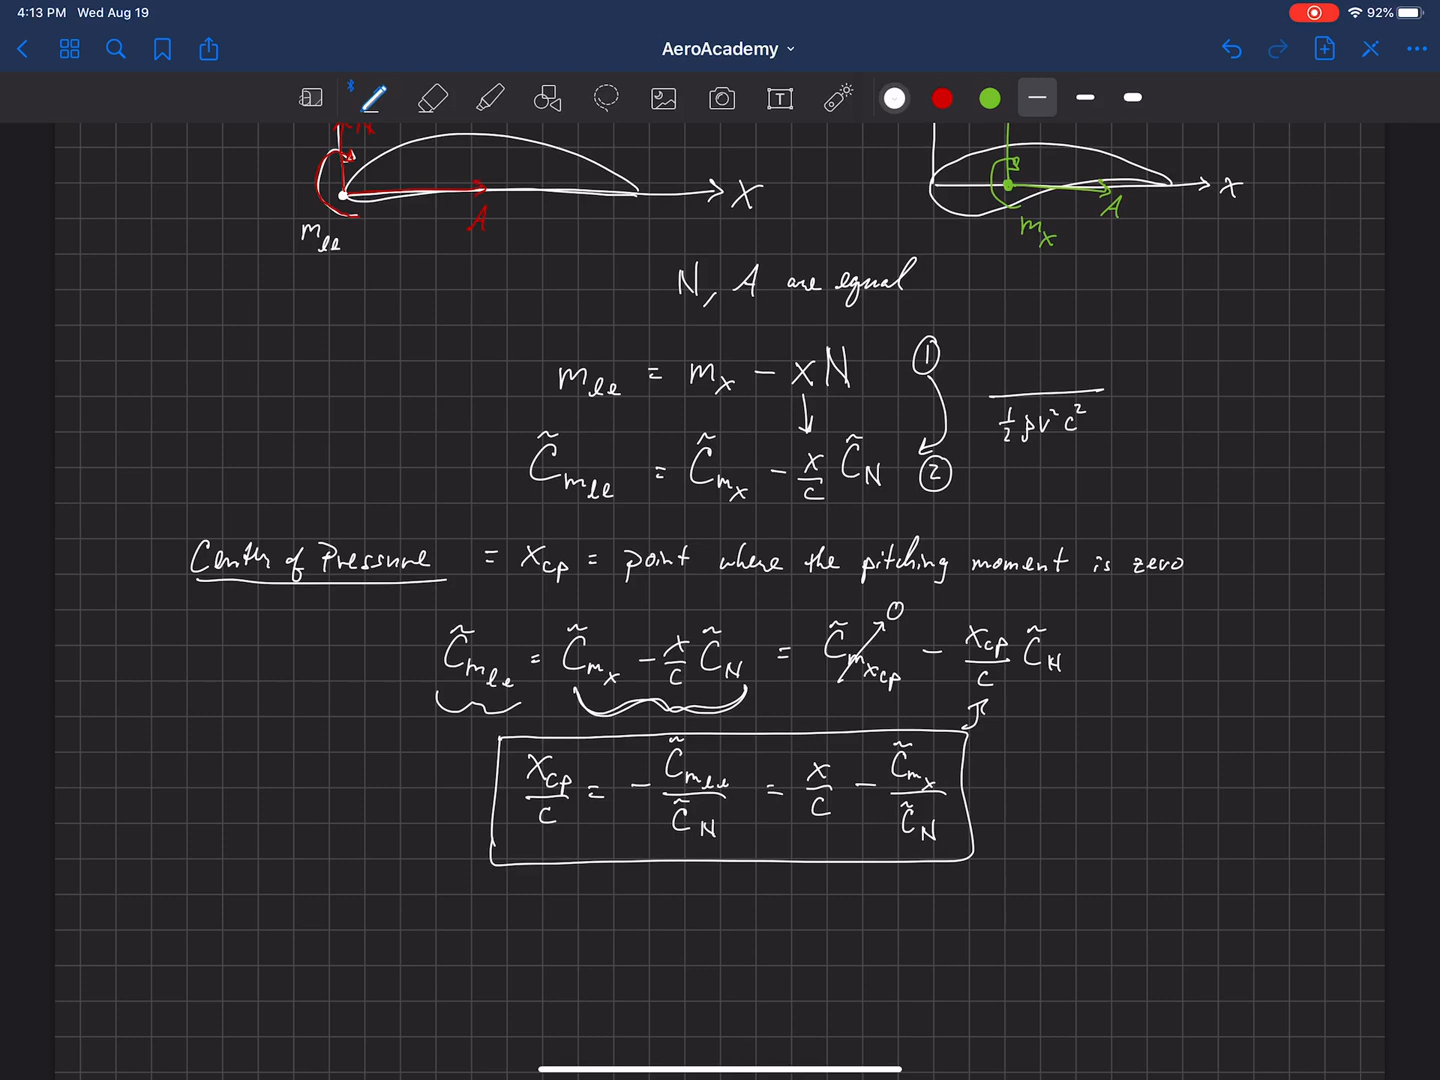 4:13 PM Wed Aug 19
92%
AeroAcademy
x
A
m_le
x
A
m_x
N, A are equal
m_le = m_x - xN ①
1/2 ρV²c²
C̃_m_le = C̃_m_x - x/c C̃_N ②
Center of Pressure = x_cp = point where the pitching moment is zero
C̃_m_le = C̃_m_x - x/c C̃_N = C̃_m_x_cp - x_cp/c C̃_N
0
x_cp/c = - C̃_m_le/C̃_N = x/c - C̃_m_x/C̃_N